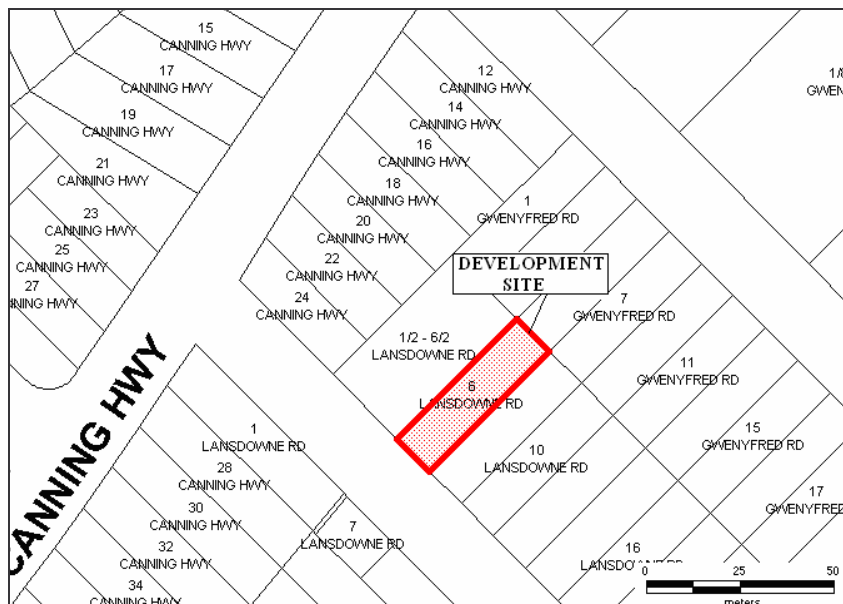 15
CANNING HWY
17
CANNING HWY
19
CANNING HWY
21
CANNING HWY
23
CANNING HWY
25
CANNING HWY
27
12
CANNING HWY
14
CANNING HWY
16
CANNING HWY
18
CANNING HWY
20
CANNING HWY
22
CANNING HWY
24
CANNING HWY
1
GWENYFRED RD
DEVELOPMENT
SITE
7
GWENYFRED RD
11
GWENYFRED RD
15
GWENYFRED RD
17
GWENYFRED
1/2 - 6/2
LANSDOWNE RD
6
LANSDOWNE RD
10
LANSDOWNE RD
16
LANSDOWNE RD
CANNING HWY
1
LANSDOWNE RD
28
CANNING HWY
30
CANNING HWY
32
CANNING HWY
34
CANNING HWY
7
LANSDOWNE RD
0 25 50
meters